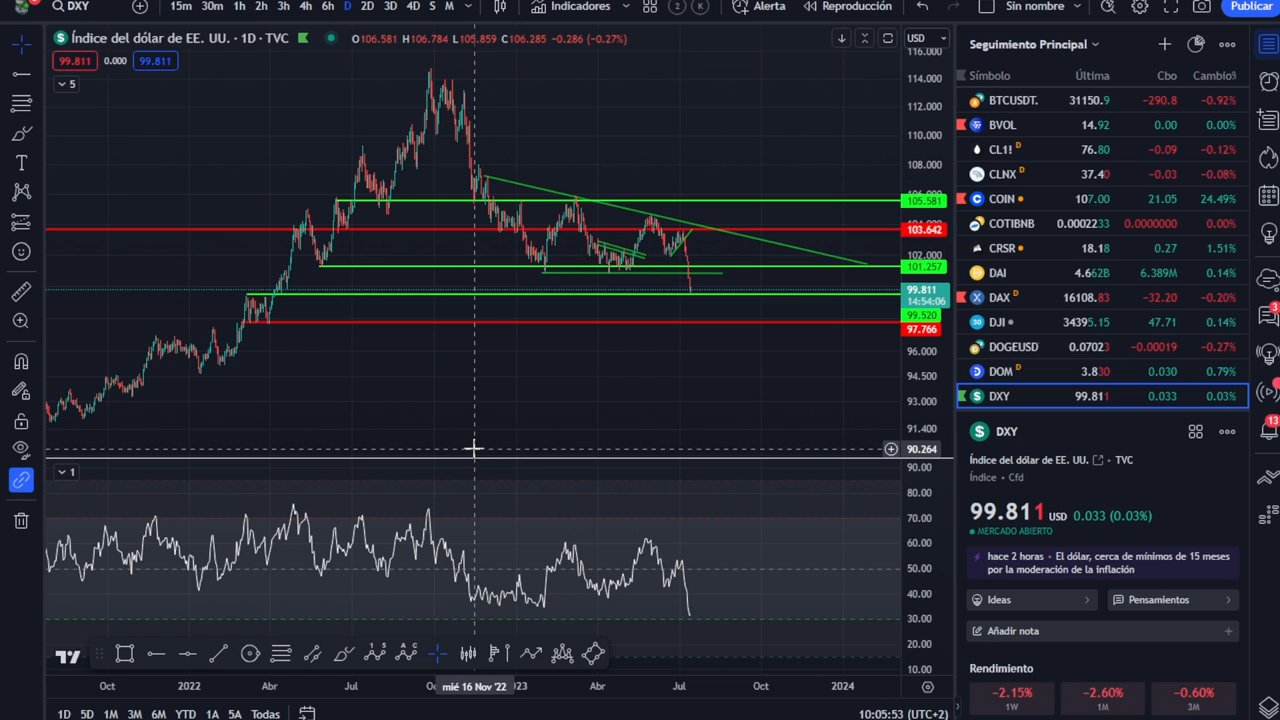 DXY
15m 30m 1h 2h 3h 4h 6h D 2D 3D 4D S M
Indicadores
2
K
Alerta
Reproducción
Sin nombre
Publicar
Índice del dólar de EE. UU. · 1D · TVC
O106.581 H106.784 L105.859 C106.285 -0.286 (-0.27%)
99.811 0.000 99.811
5
USD
116.000
114.000
112.000
110.000
108.000
105.581
103.642
102.000
101.257
99.811
14:54:06
99.520
97.766
96.000
94.500
93.000
91.400
90.264
1
90.00
80.00
70.00
60.00
50.00
40.00
30.00
20.00
10.00
Oct 2022 Abr Jul mié 16 Nov '22 Abr Jul Oct 2024
1D 5D 1M 3M 6M YTD 1A 5A Todas
10:05:53 (UTC+2)
Seguimiento Principal
Símbolo Última Cbo Cambio%
BTCUSDT. 31150.9 -290.8 -0.92%
BVOL 14.92 0.00 0.00%
CL1! D 76.80 -0.09 -0.12%
CLNX D 37.40 -0.03 -0.08%
COIN 107.00 21.05 24.49%
COTIBNB 0.0002233 0.0000 0.00%
CRSR 18.18 0.27 1.51%
DAI 4.662B 6.389M 0.14%
DAX D 16108.83 -32.20 -0.20%
DJI 34395.15 47.71 0.14%
DOGEUSD 0.07023 -0.00019 -0.27%
DOM D 3.830 0.030 0.79%
DXY 99.811 0.033 0.03%
DXY
Índice del dólar de EE. UU. · TVC
Índice · Cfd
99.811 USD 0.033 (0.03%)
MERCADO ABIERTO
hace 2 horas · El dólar, cerca de mínimos de 15 meses
por la moderación de la inflación
Ideas
Pensamientos
Añadir nota
Rendimiento
-2.15% -2.60% -0.60%
1W 1M 3M
3
13